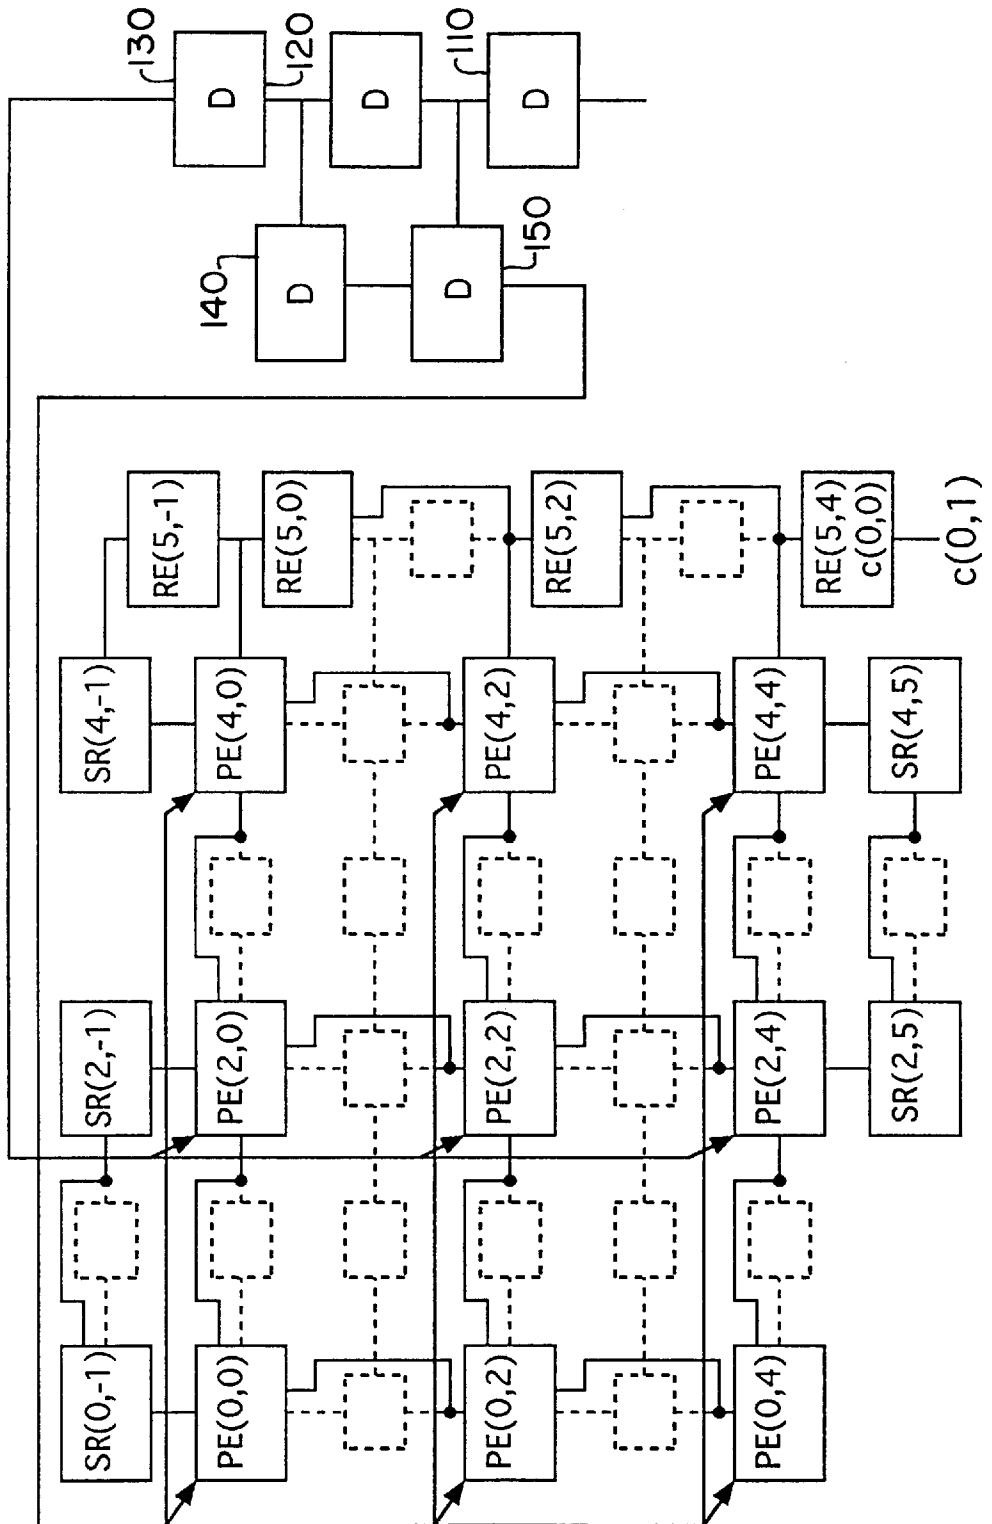 130
120
110
D
D
D
140
150
D
D
RE(5,-1)
RE(5,0)
RE(5,2)
RE(5,4)
c(0,0)
c(0,1)
SR(4,-1)
PE(4,0)
PE(4,2)
PE(4,4)
SR(4,5)
SR(2,-1)
PE(2,0)
PE(2,2)
PE(2,4)
SR(2,5)
SR(0,-1)
PE(0,0)
PE(0,2)
PE(0,4)